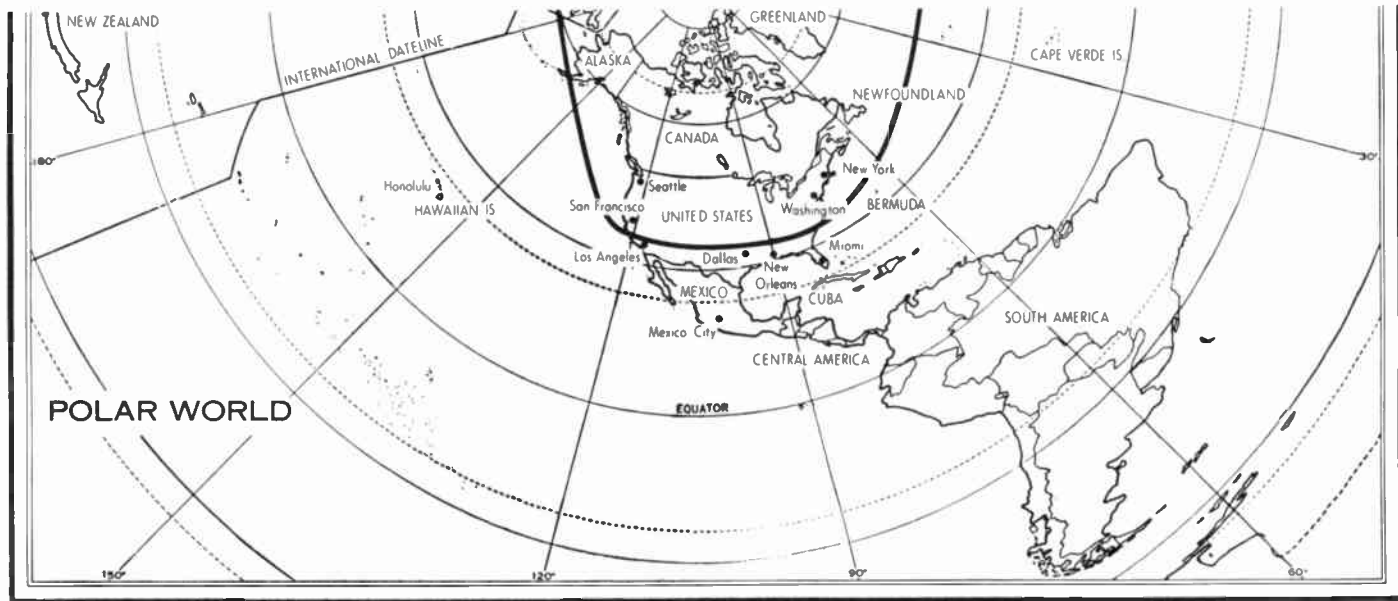 NEW ZEALAND
GREENLAND
INTERNATIONAL DATELINE
ALASKA
CAPE VERDE IS.
NEWFOUNDLAND
CANADA
180°
30°
Honolulu
HAWAIIAN IS
Seattle
New York
San Francisco
UNITED STATES
Washington
BERMUDA
Los Angeles
Dallas
New
Orleans
Miami
MEXICO
CUBA
Mexico City
SOUTH AMERICA
CENTRAL AMERICA
POLAR WORLD
EQUATOR
150°
120°
90°
60°